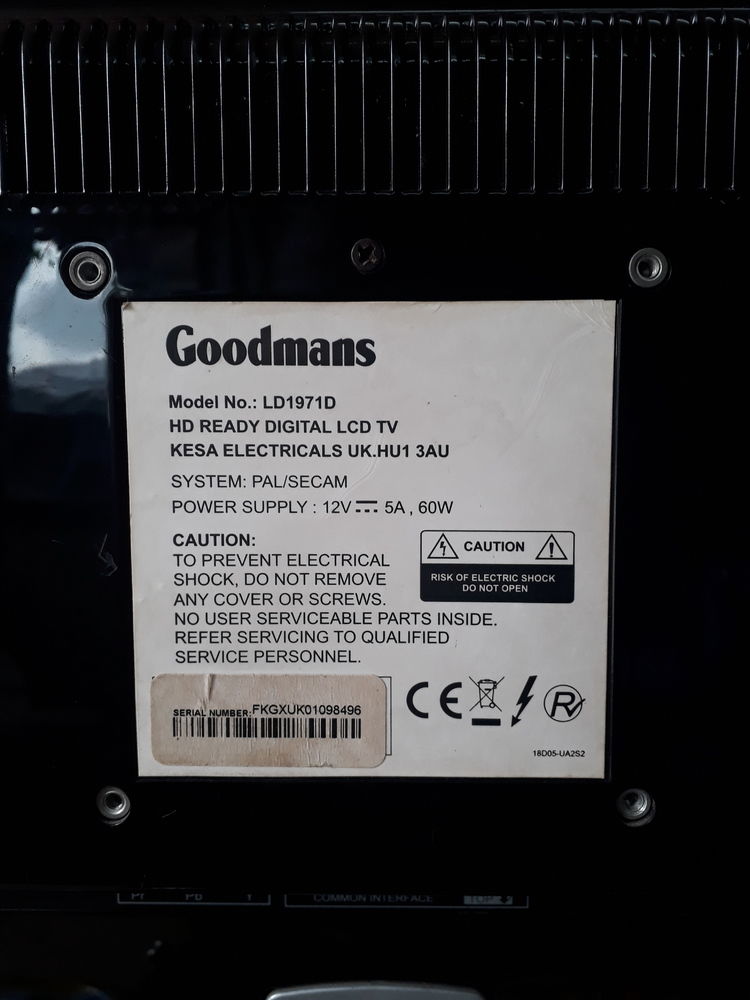 Goodmans
Model No.: LD1971D
HD READY DIGITAL LCD TV
KESA ELECTRICALS UK.HU1 3AU
SYSTEM: PAL/SECAM
POWER SUPPLY : 12V ⎓ 5A , 60W
CAUTION:
TO PREVENT ELECTRICAL
SHOCK, DO NOT REMOVE
ANY COVER OR SCREWS.
NO USER SERVICEABLE PARTS INSIDE.
REFER SERVICING TO QUALIFIED
SERVICE PERSONNEL.
CAUTION
RISK OF ELECTRIC SHOCK
DO NOT OPEN
SERIAL NUMBER: FKGXUK01098496
CE
R
18D05-UA2S2
Pr Pb Y
COMMON INTERFACE TOP